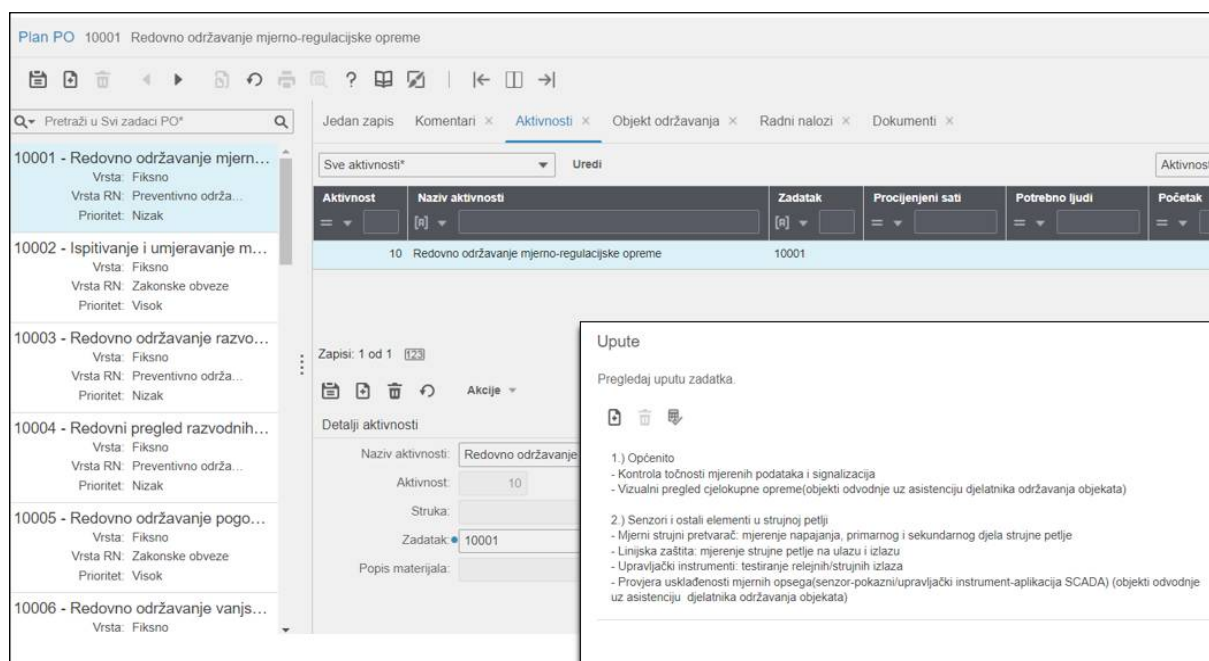 Plan PO 10001 Redovno održavanje mjerno-regulacijske opreme
Pretraži u Svi zadaci PO*
10001 - Redovno održavanje mjern...
Vrsta: Fiksno
Vrsta RN: Preventivno održa...
Prioritet: Nizak
10002 - Ispitivanje i umjeravanje m...
Vrsta: Fiksno
Vrsta RN: Zakonske obveze
Prioritet: Visok
10003 - Redovno održavanje razvo...
Vrsta: Fiksno
Vrsta RN: Preventivno održa...
Prioritet: Nizak
10004 - Redovni pregled razvodnih...
Vrsta: Fiksno
Vrsta RN: Preventivno održa...
Prioritet: Nizak
10005 - Redovno održavanje pogo...
Vrsta: Fiksno
Vrsta RN: Zakonske obveze
Prioritet: Visok
10006 - Redovno održavanje vanjs...
Vrsta: Fiksno
Jedan zapis Komentari × Aktivnosti × Objekt održavanja × Radni nalozi × Dokumenti ×
Sve aktivnosti* Uredi Aktivnost
Aktivnost Naziv aktivnosti Zadatak Procijenjeni sati Potrebno ljudi Početak
10 Redovno održavanje mjerno-regulacijske opreme 10001
Zapisi: 1 od 1 123
Akcije
Detalji aktivnosti
Naziv aktivnosti: Redovno održavanje
Aktivnost: 10
Struka:
Zadatak: 10001
Popis materijala:
Upute
Pregledaj uputu zadatka.
1.) Općenito
- Kontrola točnosti mjerenih podataka i signalizacija
- Vizualni pregled cjelokupne opreme(objekti odvodnje uz asistenciju djelatnika održavanja objekata)
2.) Senzori i ostali elementi u strujnoj petlji
- Mjerni strujni pretvarač: mjerenje napajanja, primarnog i sekundarnog djela strujne petlje
- Linijska zaštita: mjerenje strujne petlje na ulazu i izlazu
- Upravljački instrumenti: testiranje relejnih/strujnih izlaza
- Provjera usklađenosti mjernih opsega(senzor-pokazni/upravljački instrument-aplikacija SCADA) (objekti odvodnje
uz asistenciju djelatnika održavanja objekata)